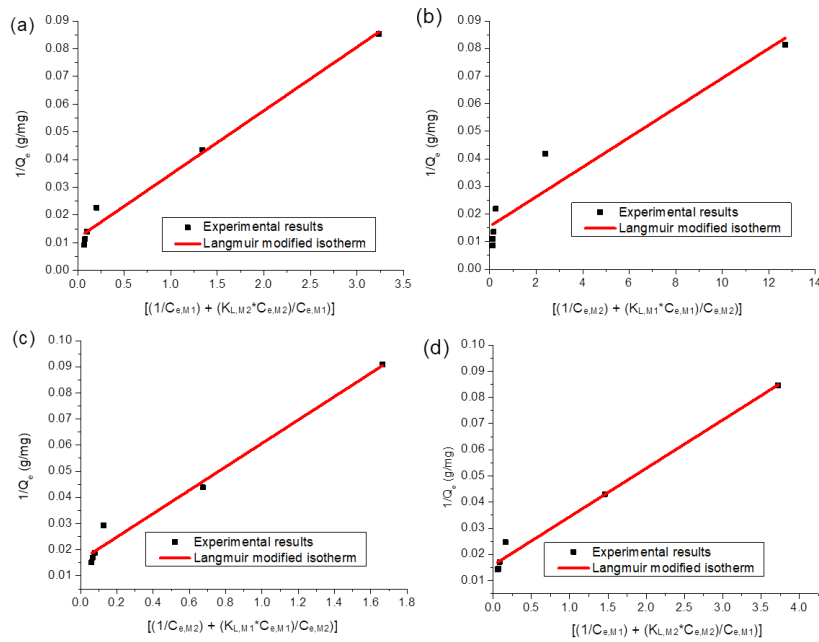 (a)
0.09
0.08
0.07
0.06
0.05
0.04
0.03
0.02
0.01
0.00
1/Qe (g/mg)
Experimental results
Langmuir modified isotherm
0.0 0.5 1.0 1.5 2.0 2.5 3.0 3.5
[(1/Ce,M1) + (KL,M2*Ce,M2)/Ce,M1)]
(b)
0.09
0.08
0.07
0.06
0.05
0.04
0.03
0.02
0.01
0.00
1/Qe (g/mg)
Experimental results
Langmuir modified isotherm
0 2 4 6 8 10 12 14
[(1/Ce,M2) + (KL,M1*Ce,M1)/Ce,M2)]
(c)
0.10
0.09
0.08
0.07
0.06
0.05
0.04
0.03
0.02
0.01
1/Qe (g/mg)
Experimental results
Langmuir modified isotherm
0.0 0.2 0.4 0.6 0.8 1.0 1.2 1.4 1.6 1.8
[(1/Ce,M2) + (KL,M1*Ce,M1)/Ce,M2)]
(d)
0.10
0.09
0.08
0.07
0.06
0.05
0.04
0.03
0.02
0.01
1/Qe (g/mg)
Experimental results
Langmuir modified isotherm
0.0 0.5 1.0 1.5 2.0 2.5 3.0 3.5 4.0
[(1/Ce,M1) + (KL,M2*Ce,M2)/Ce,M1)]